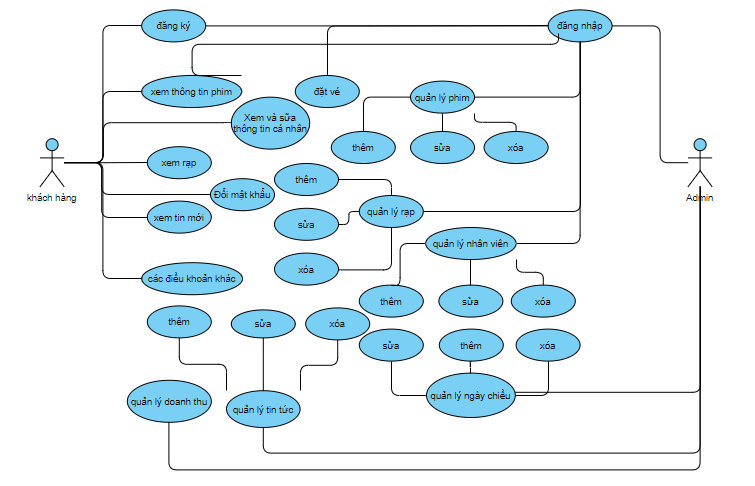 đăng ký
đăng nhập
xem thông tin phim
đặt vé
quản lý phim
Xem và sửa
thông tin cá nhân
thêm
sửa
xóa
xem rạp
khách hàng
Admin
thêm
Đổi mật khẩu
xem tin mới
quản lý rạp
sửa
quản lý nhân viên
xóa
các điều khoản khác
thêm
sửa
xóa
thêm
sửa
xóa
sửa
thêm
xóa
quản lý doanh thu
quản lý tin tức
quản lý ngày chiều